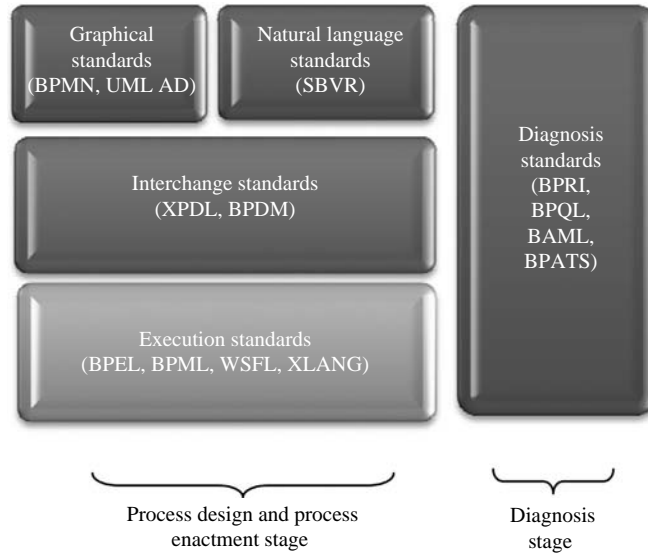 Graphical
standards
(BPMN, UML AD)
Natural language
standards
(SBVR)
Interchange standards
(XPDL, BPDM)
Execution standards
(BPEL, BPML, WSFL, XLANG)
Diagnosis
standards
(BPRI,
BPQL,
BAML,
BPATS)
Process design and process
enactment stage
Diagnosis
stage